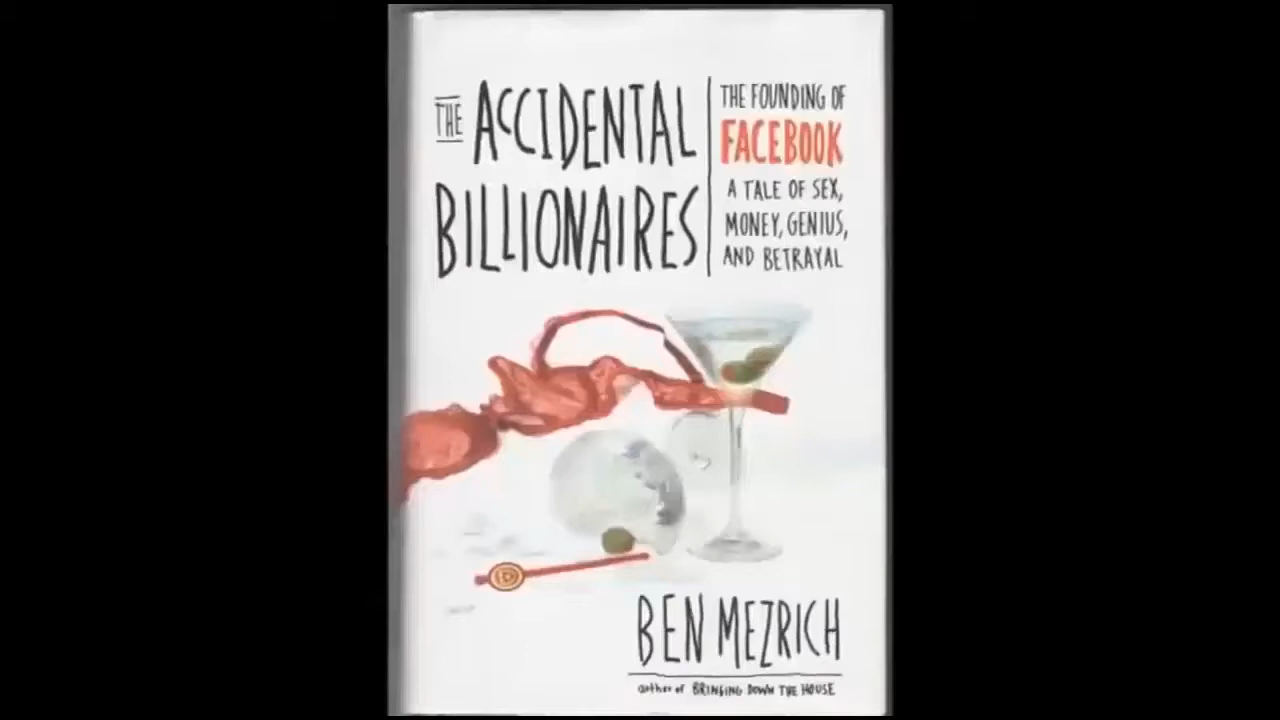 THE ACCIDENTAL
BILLIONAIRES
THE FOUNDING OF
FACEBOOK
A TALE OF SEX,
MONEY, GENIUS,
AND BETRAYAL
BEN MEZRICH
author of BRINGING DOWN THE HOUSE